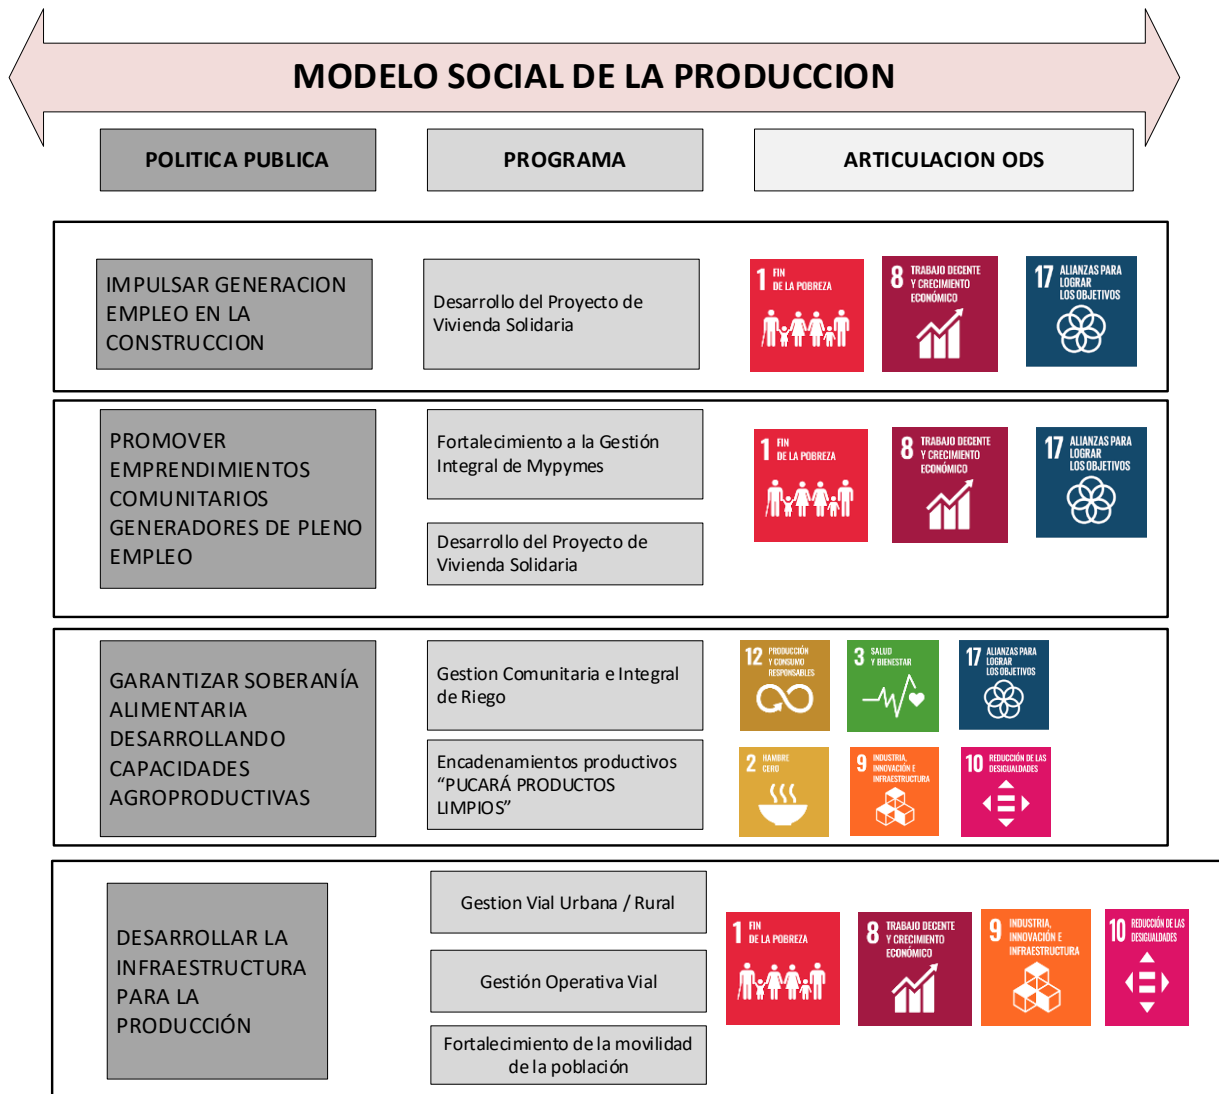 MODELO SOCIAL DE LA PRODUCCION
POLITICA PUBLICA
PROGRAMA
ARTICULACION ODS
IMPULSAR GENERACION
EMPLEO EN LA
CONSTRUCCION
Desarrollo del Proyecto de
Vivienda Solidaria
1 FIN
DE LA POBREZA
8 TRABAJO DECENTE
Y CRECIMIENTO
ECONÓMICO
17 ALIANZAS PARA
LOGRAR
LOS OBJETIVOS
PROMOVER
EMPRENDIMIENTOS
COMUNITARIOS
GENERADORES DE PLENO
EMPLEO
Fortalecimiento a la Gestión
Integral de Mypymes
Desarrollo del Proyecto de
Vivienda Solidaria
1 FIN
DE LA POBREZA
8 TRABAJO DECENTE
Y CRECIMIENTO
ECONÓMICO
17 ALIANZAS PARA
LOGRAR
LOS OBJETIVOS
GARANTIZAR SOBERANÍA
ALIMENTARIA
DESARROLLANDO
CAPACIDADES
AGROPRODUCTIVAS
Gestion Comunitaria e Integral
de Riego
Encadenamientos productivos
“PUCARÁ PRODUCTOS
LIMPIOS”
12 PRODUCCIÓN
Y CONSUMO
RESPONSABLES
3 SALUD
Y BIENESTAR
17 ALIANZAS PARA
LOGRAR
LOS OBJETIVOS
2 HAMBRE
CERO
9 INDUSTRIA,
INNOVACIÓN E
INFRAESTRUCTURA
10 REDUCCIÓN DE LAS
DESIGUALDADES
DESARROLLAR LA
INFRAESTRUCTURA
PARA LA
PRODUCCIÓN
Gestion Vial Urbana / Rural
Gestión Operativa Vial
Fortalecimiento de la movilidad
de la población
1 FIN
DE LA POBREZA
8 TRABAJO DECENTE
Y CRECIMIENTO
ECONÓMICO
9 INDUSTRIA,
INNOVACIÓN E
INFRAESTRUCTURA
10 REDUCCIÓN DE LAS
DESIGUALDADES